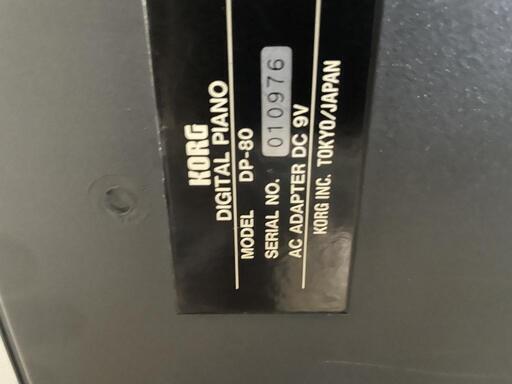 KORG
DIGITAL PIANO
MODEL DP-80
SERIAL NO. 010976
AC ADAPTER DC 9V
KORG INC. TOKYO/JAPAN